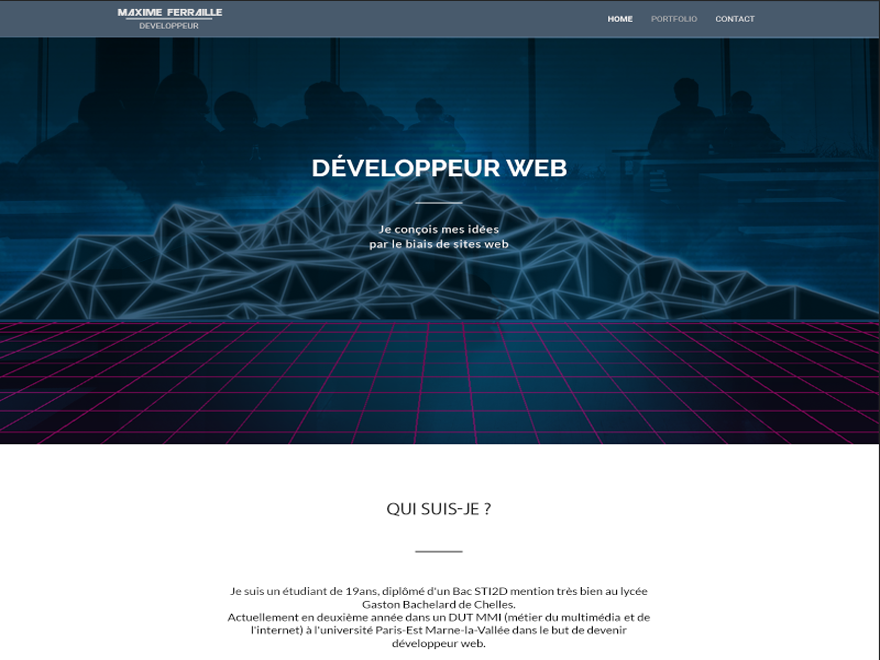 MAXIME FERRAILLE
DEVELOPPEUR
HOME
PORTFOLIO
CONTACT
DÉVELOPPEUR WEB
Je conçois mes idées
par le biais de sites web
QUI SUIS-JE ?
Je suis un étudiant de 19ans, diplômé d'un Bac STI2D mention très bien au lycée
Gaston Bachelard de Chelles.
Actuellement en deuxième année dans un DUT MMI (métier du multimédia et de
l'internet) à l'université Paris-Est Marne-la-Vallée dans le but de devenir
développeur web.